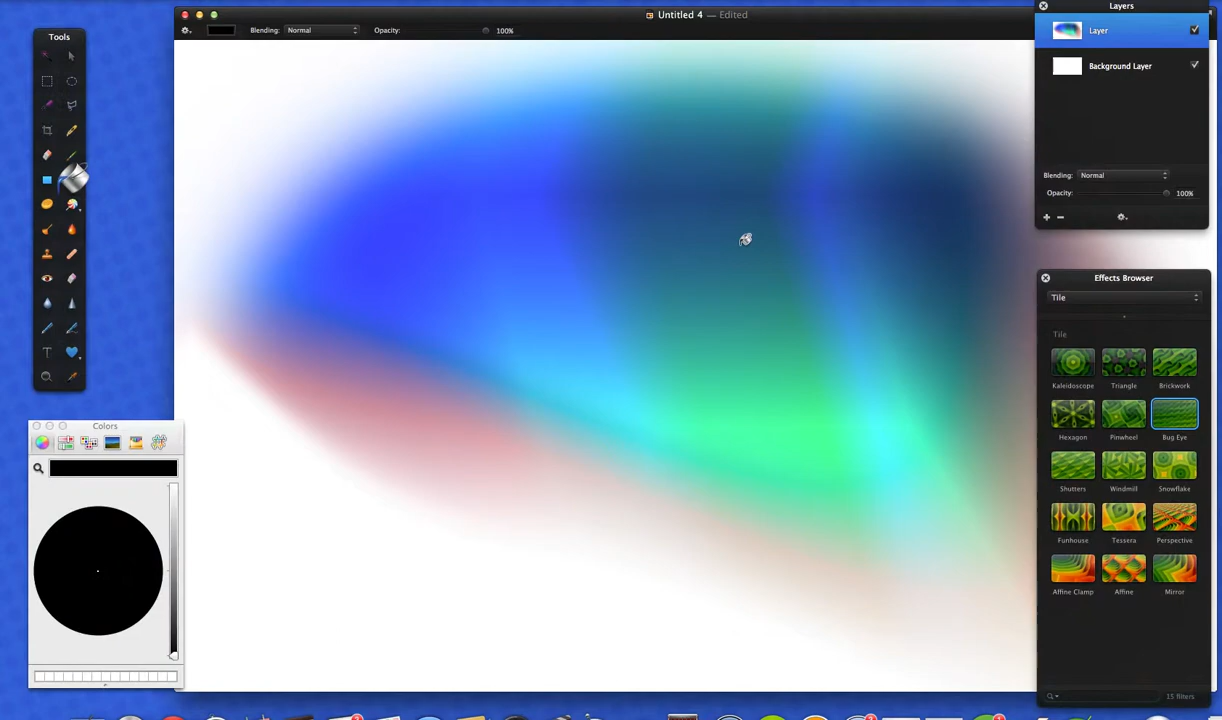 Tools
Untitled 4 — Edited
Blending: Normal Opacity: 100%
Layers
Layer
Background Layer
Blending: Normal
Opacity: 100%
Effects Browser
Tile
Tile
Kaleidoscope Triangle Brickwork
Hexagon Pinwheel Bug Eye
Shutters Windmill Snowflake
Funhouse Tessera Perspective
Affine Clamp Affine Mirror
15 filters
Colors
T